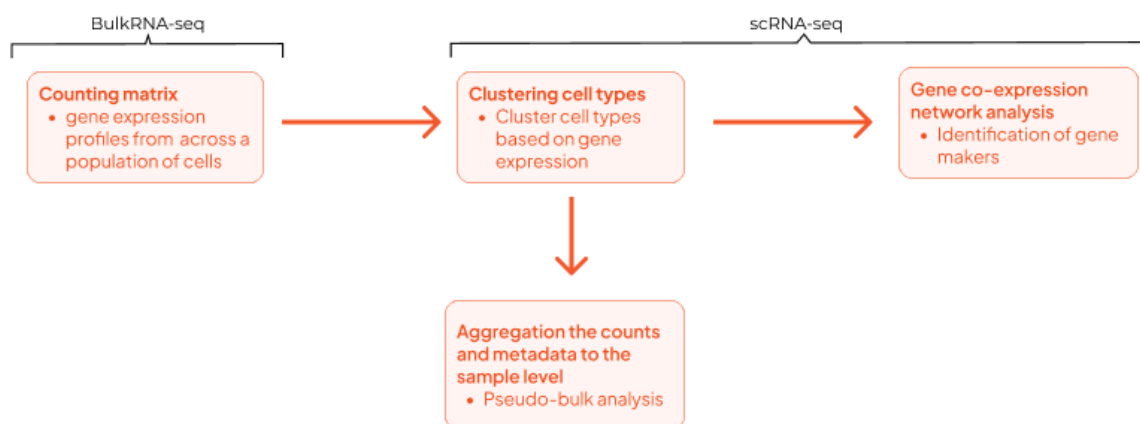 BulkRNA-seq
scRNA-seq
Counting matrix
• gene expression
profiles from across a
population of cells
Clustering cell types
• Cluster cell types
based on gene
expression
Gene co-expression
network analysis
• Identification of gene
makers
Aggregation the counts
and metadata to the
sample level
• Pseudo-bulk analysis